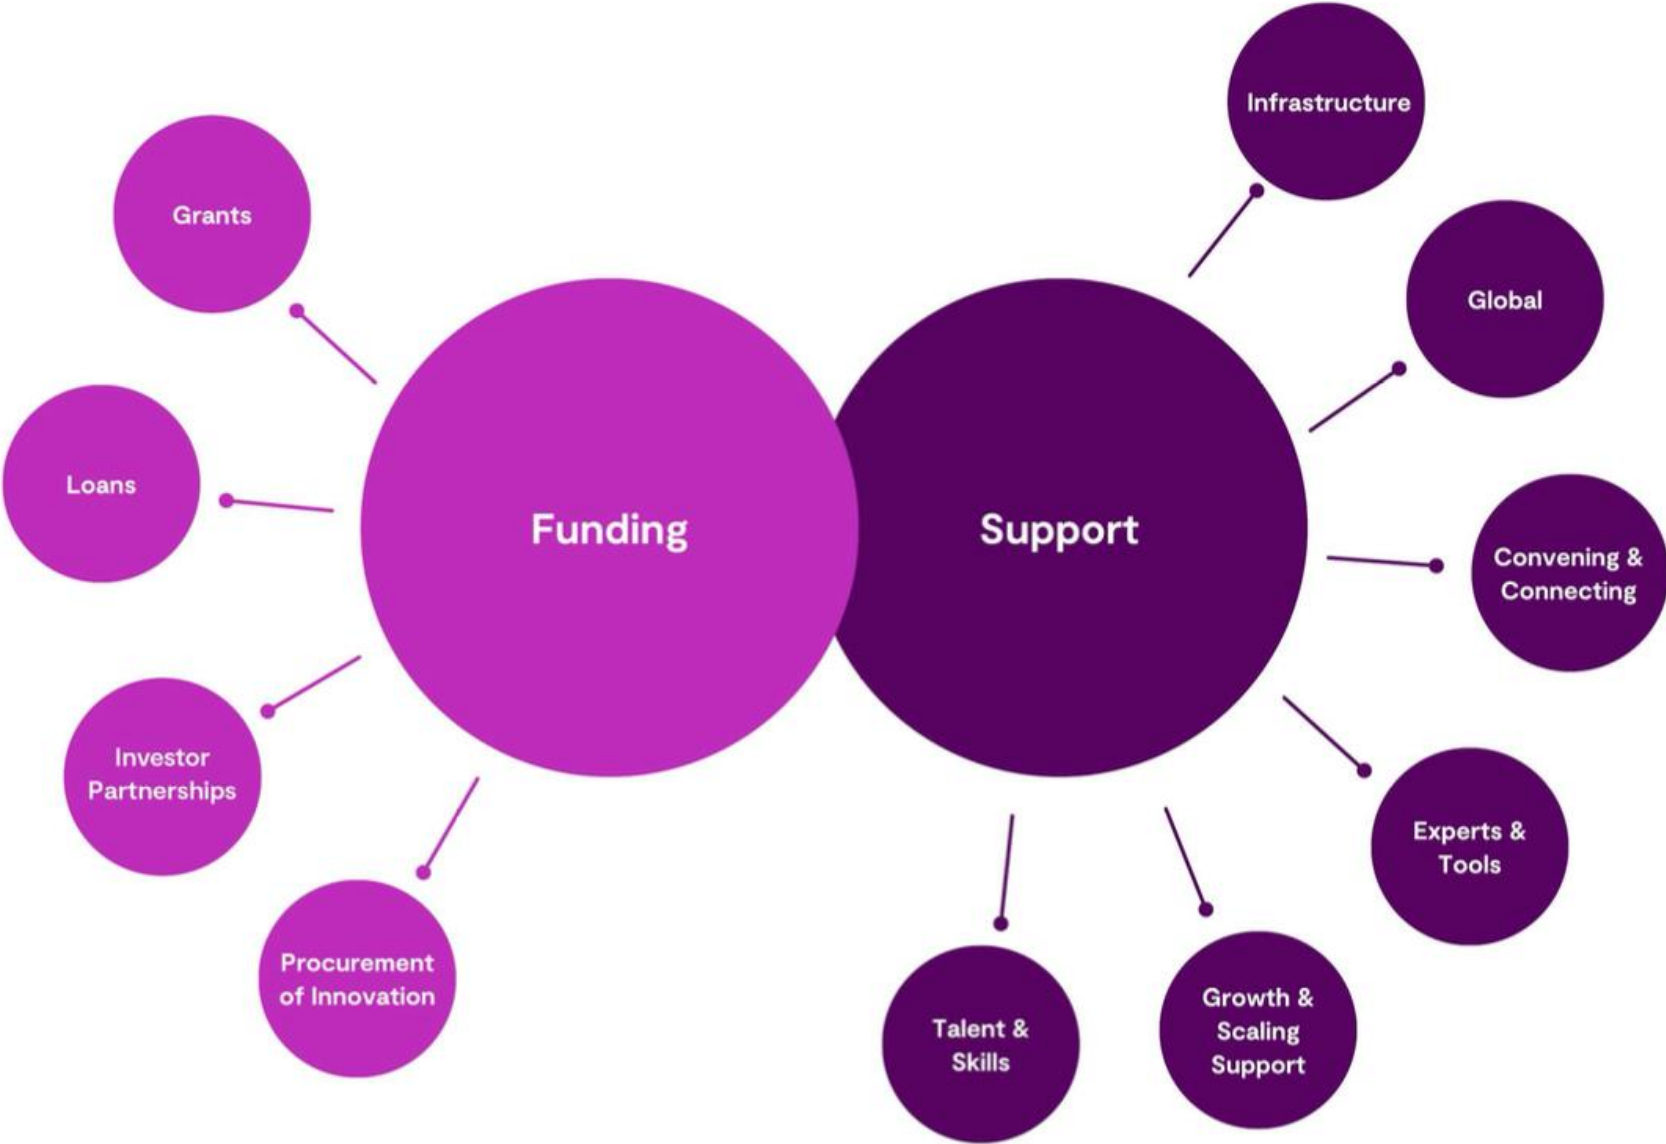 Infrastructure
Grants
Global
Loans
Funding
Support
Convening &
Connecting
Investor
Partnerships
Experts &
Tools
Procurement
of Innovation
Talent &
Skills
Growth &
Scaling
Support